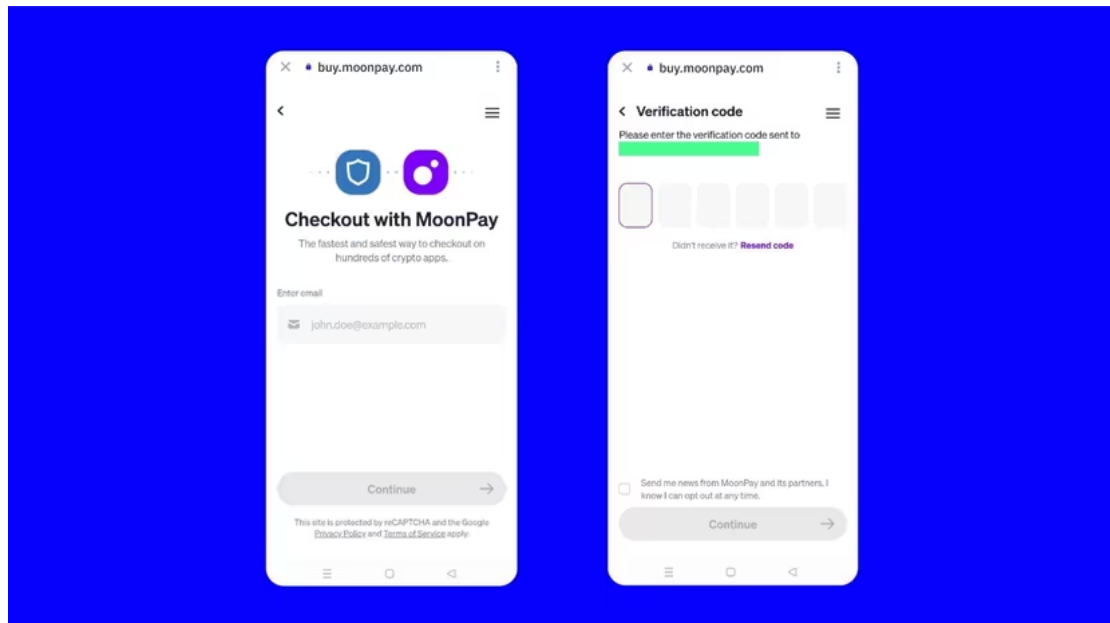 buy.moonpay.com
Checkout with MoonPay
The fastest and safest way to checkout on
hundreds of crypto apps.
Enter email
john.doe@example.com
Continue
This site is protected by reCAPTCHA and the Google
Privacy Policy and Terms of Service apply.
buy.moonpay.com
Verification code
Please enter the verification code sent to
Didn't receive it? Resend code
Send me news from MoonPay and its partners. I
know I can opt out at any time.
Continue